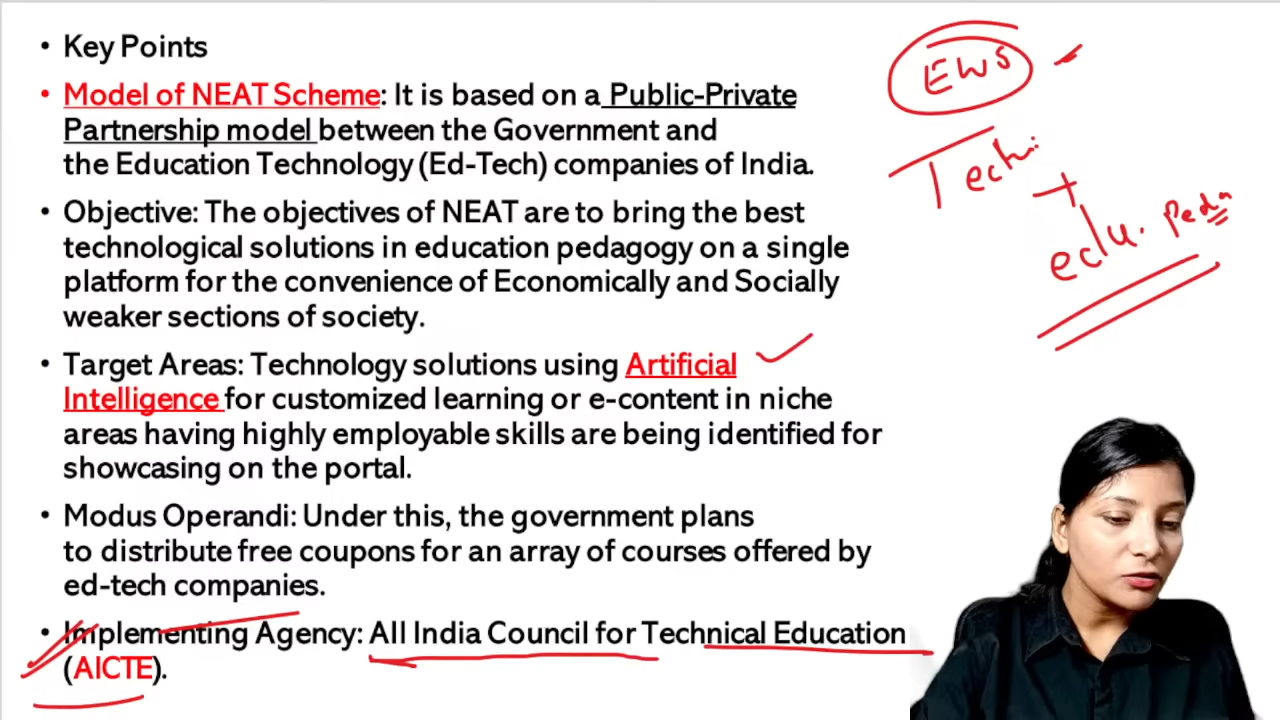 • Key Points
• Model of NEAT Scheme: It is based on a Public-Private
Partnership model between the Government and
the Education Technology (Ed-Tech) companies of India.
• Objective: The objectives of NEAT are to bring the best
technological solutions in education pedagogy on a single
platform for the convenience of Economically and Socially
weaker sections of society.
• Target Areas: Technology solutions using Artificial
Intelligence for customized learning or e-content in niche
areas having highly employable skills are being identified for
showcasing on the portal.
• Modus Operandi: Under this, the government plans
to distribute free coupons for an array of courses offered by
ed-tech companies.
• Implementing Agency: All India Council for Technical Education
(AICTE).
EWS
Tech.
+
edu. Peda